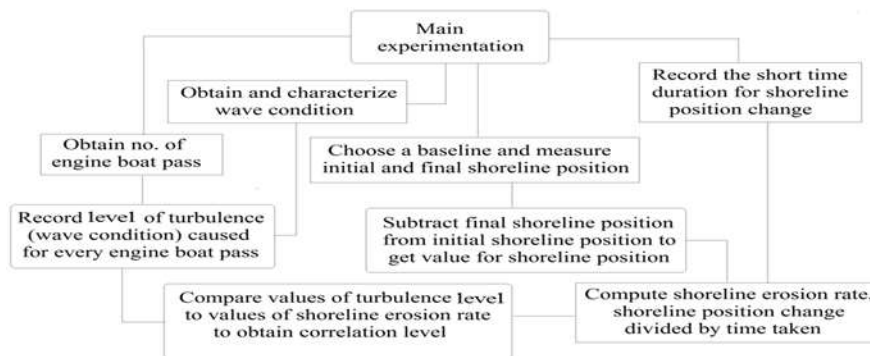 Main
experimentation
Obtain and characterize
wave condition
Record the short time
duration for shoreline
position change
Obtain no. of
engine boat pass
Choose a baseline and measure
initial and final shoreline position
Record level of turbulence
(wave condition) caused
for every engine boat pass
Subtract final shoreline position
from initial shoreline position to
get value for shoreline position
Compare values of turbulence level
to values of shoreline erosion rate
to obtain correlation level
Compute shoreline erosion rate,
shoreline position change
divided by time taken